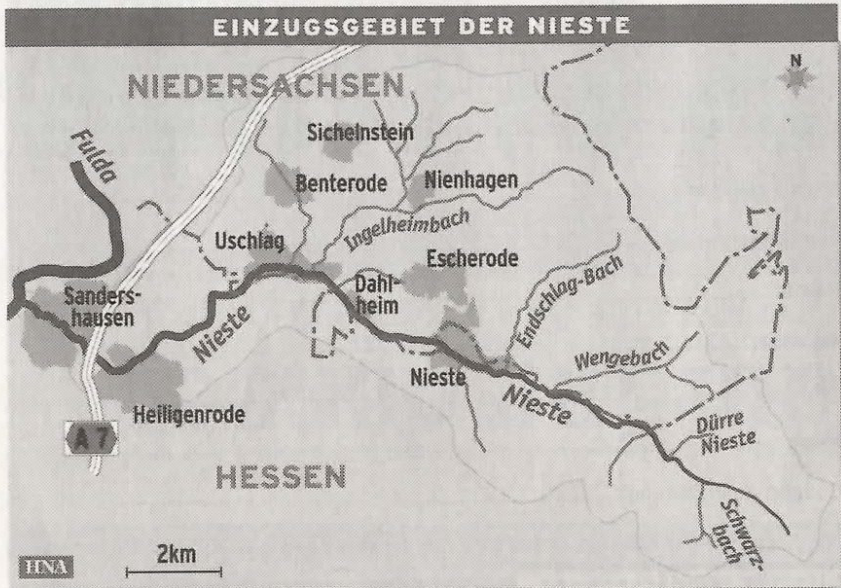 EINZUGSGEBIET DER NIESTE
N
NIEDERSACHSEN
Fulda
Sichelnstein
Benterode
Nienhagen
Ingelheimbach
Uschlag
Escherode
Dahl-
heim
Endschlag-Bach
Sanders-
hausen
Nieste
Wengebach
Nieste
Nieste
Heiligenrode
A 7
Dürre
Nieste
HESSEN
Schwarz-
bach
HNA
2km